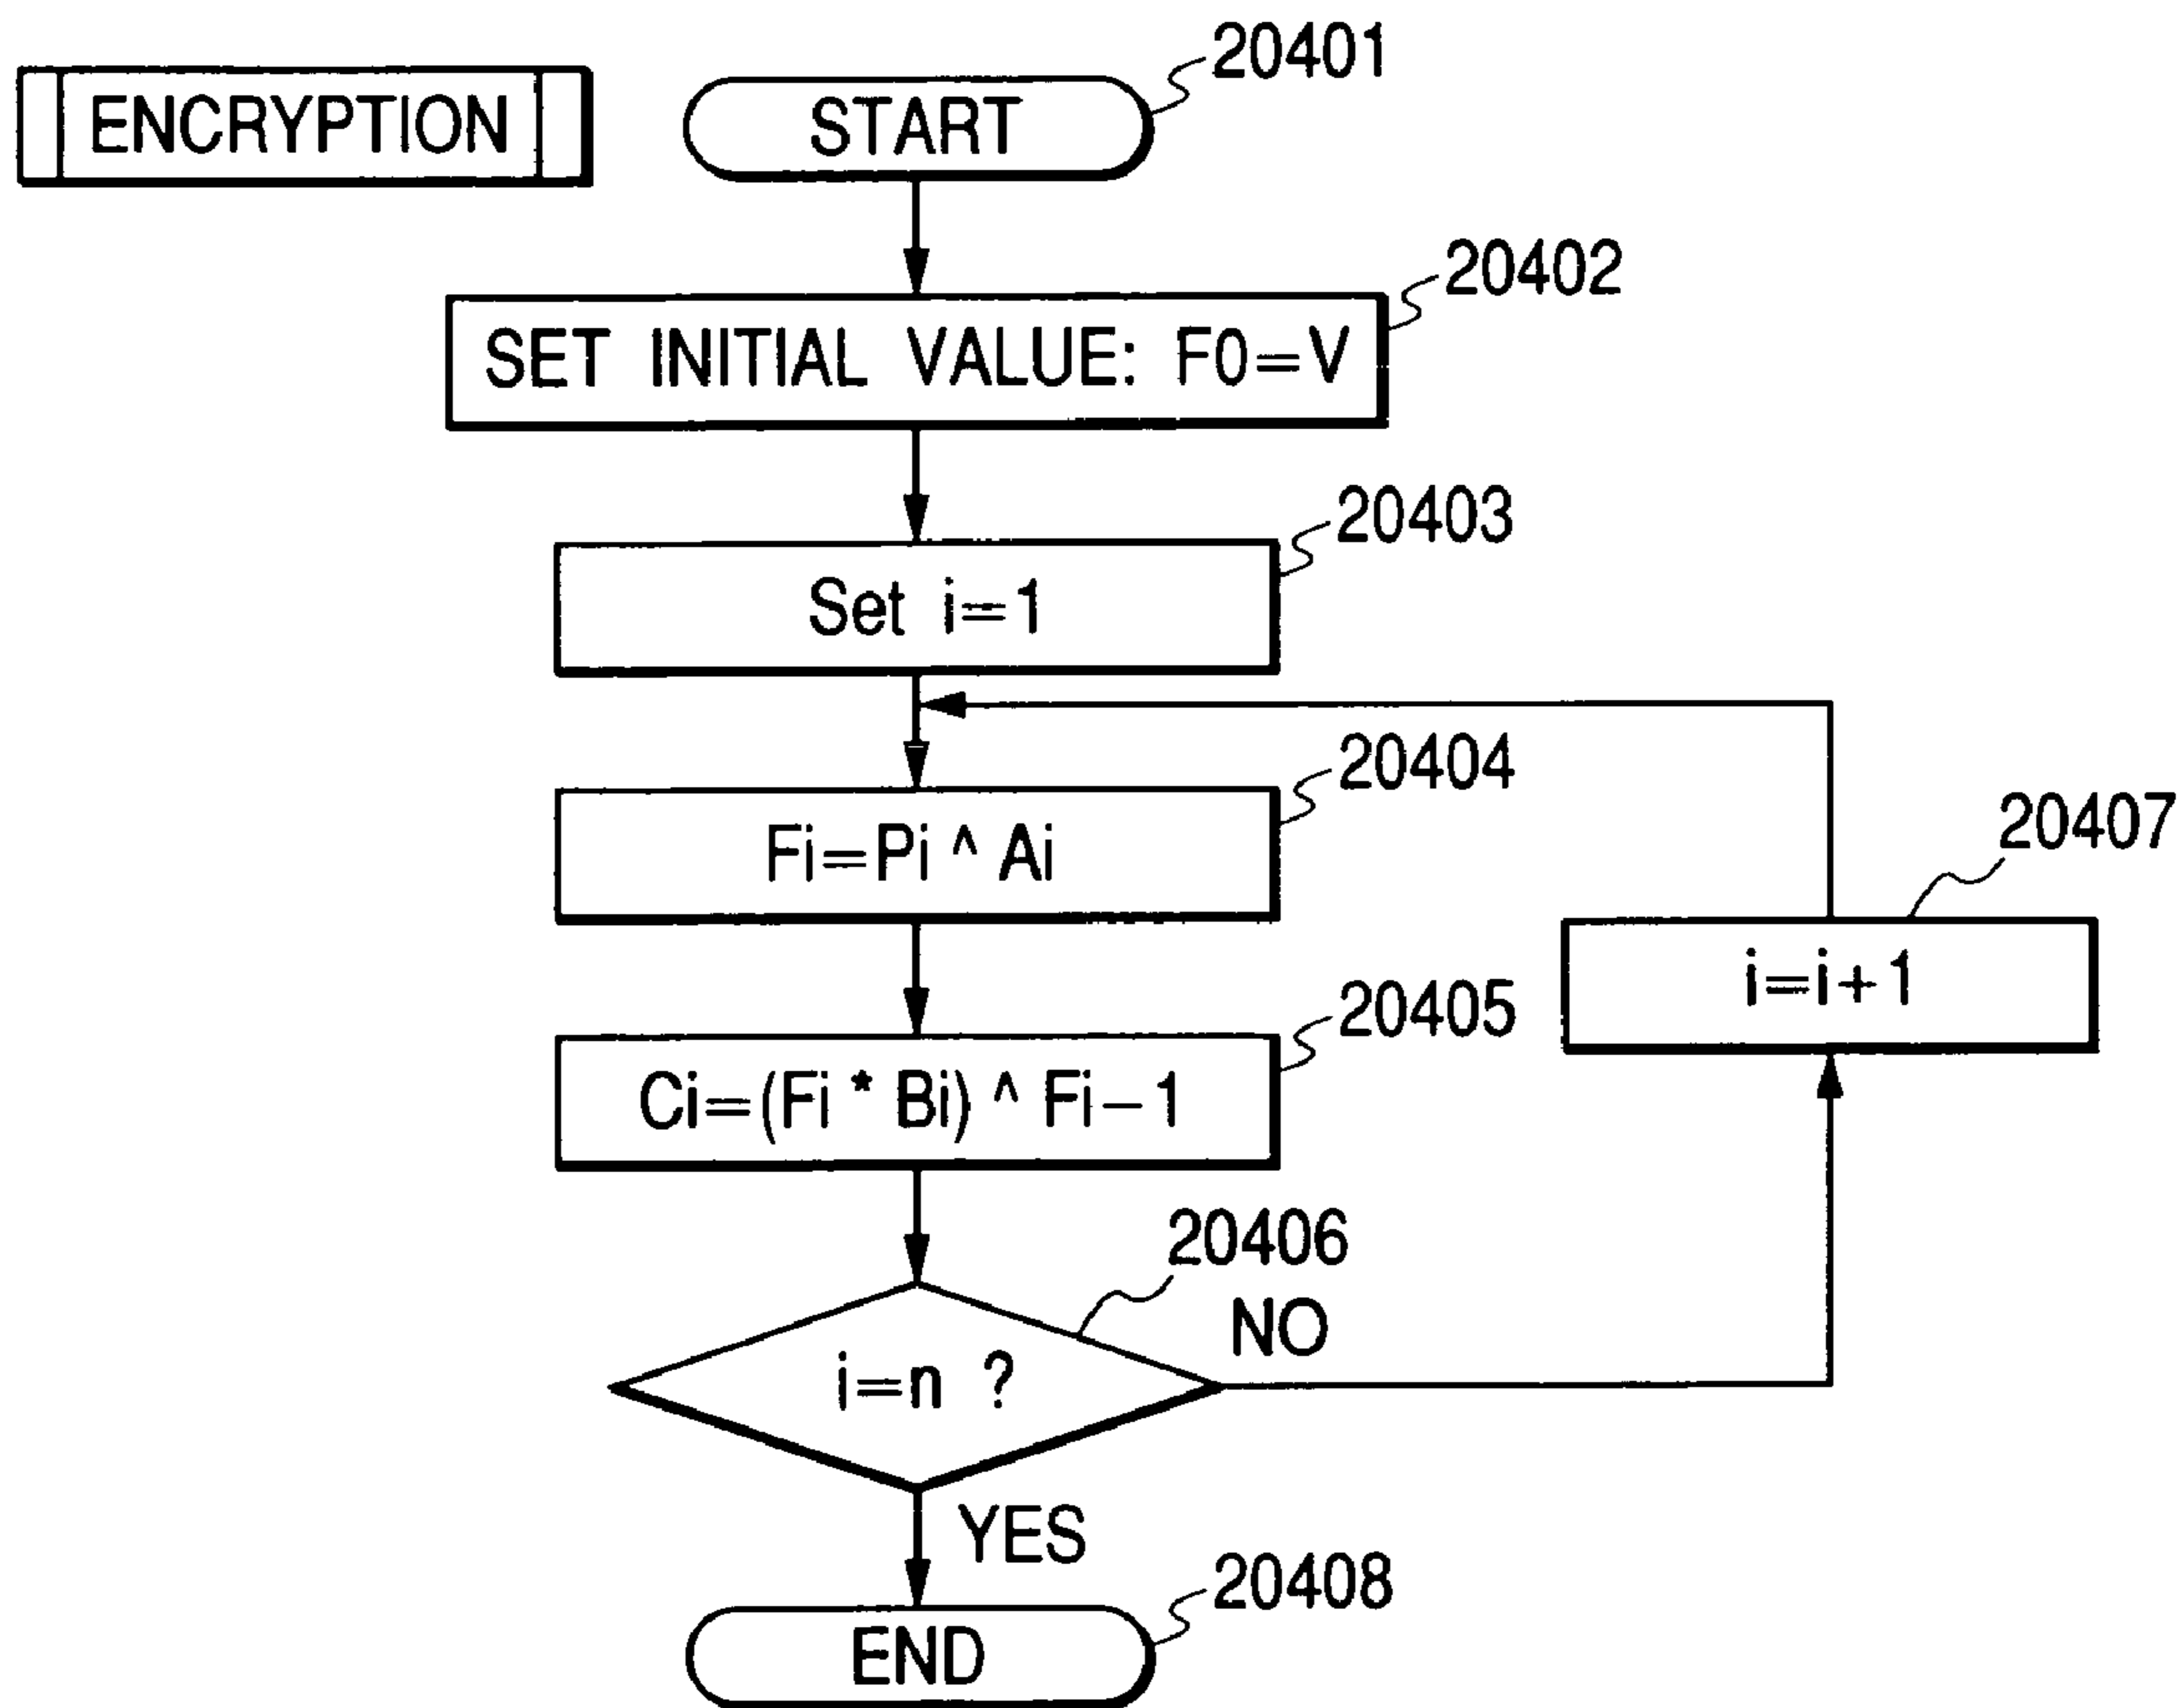 ENCRYPTION
START
20401
SET INITIAL VALUE: F0=V
20402
Set i=1
20403
Fi=Pi ^ Ai
20404
i=i+1
20407
Ci=(Fi * Bi) ^ Fi-1
20405
i=n ?
20406
NO
YES
END
20408